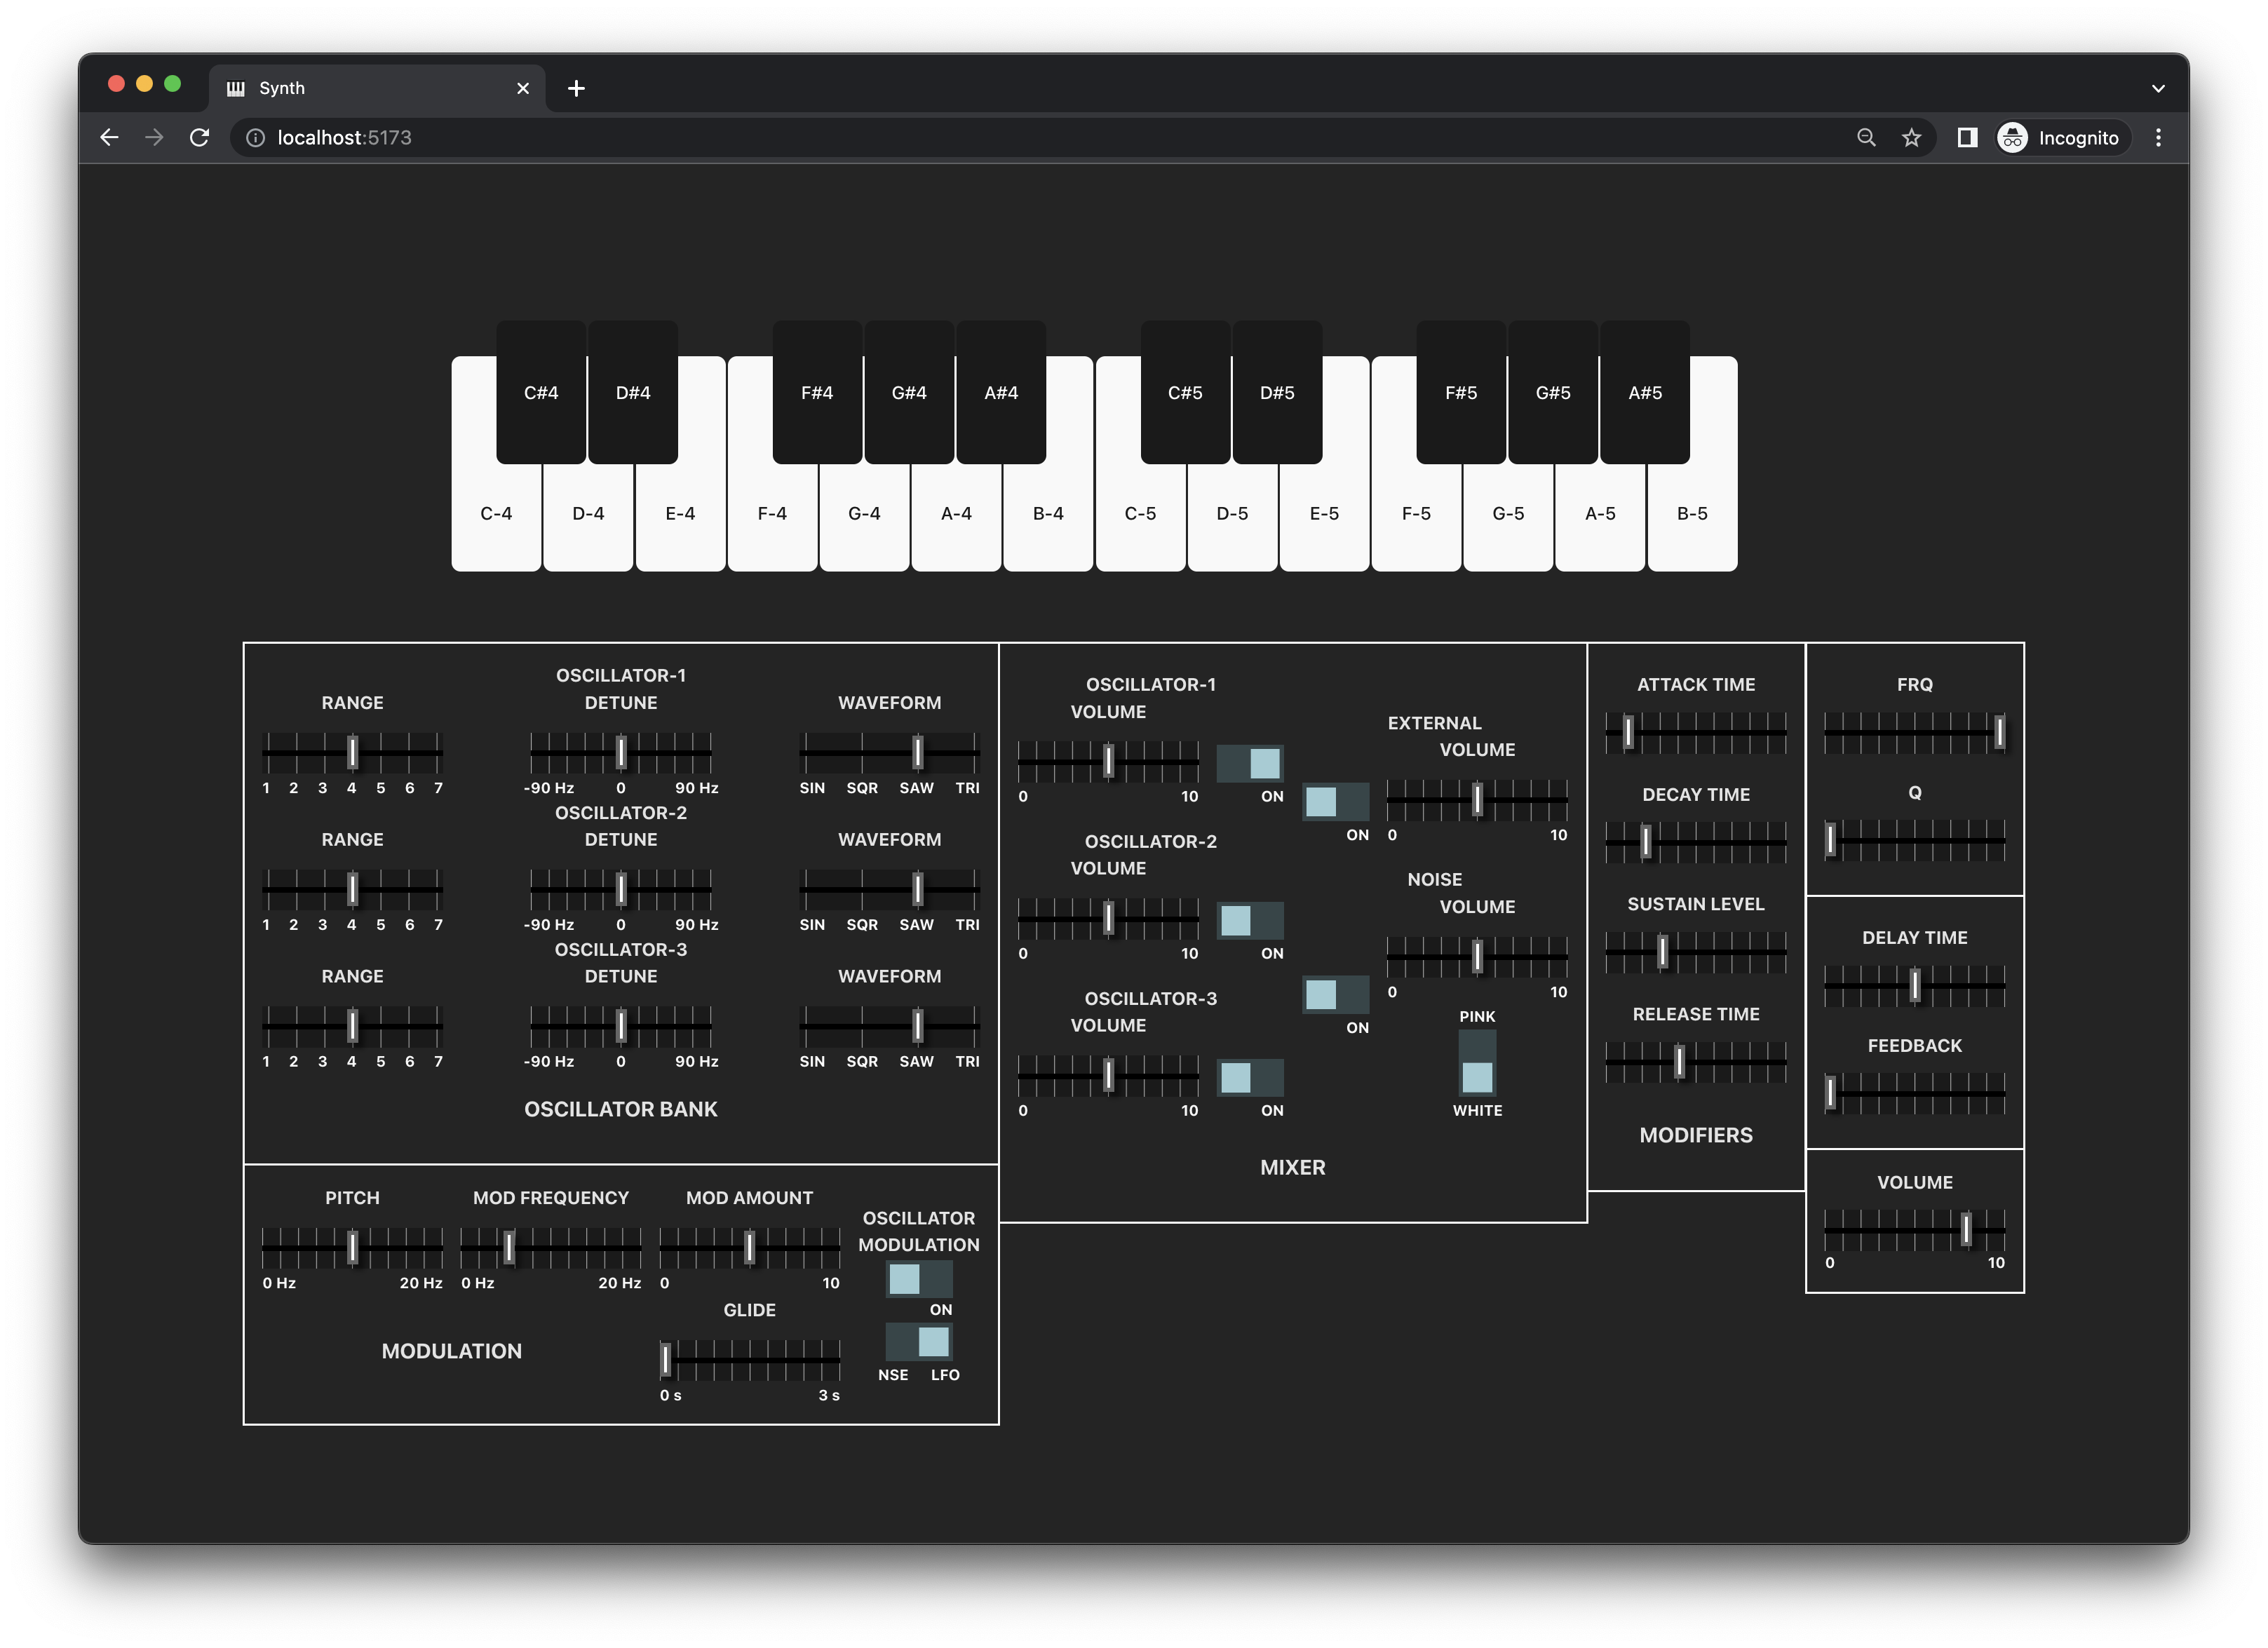 Synth
localhost:5173
Incognito
C#4 D#4 F#4 G#4 A#4 C#5 D#5 F#5 G#5 A#5
C-4 D-4 E-4 F-4 G-4 A-4 B-4 C-5 D-5 E-5 F-5 G-5 A-5 B-5
OSCILLATOR-1
RANGE DETUNE WAVEFORM
1 2 3 4 5 6 7 -90 Hz 0 90 Hz SIN SQR SAW TRI
OSCILLATOR-2
RANGE DETUNE WAVEFORM
1 2 3 4 5 6 7 -90 Hz 0 90 Hz SIN SQR SAW TRI
OSCILLATOR-3
RANGE DETUNE WAVEFORM
1 2 3 4 5 6 7 -90 Hz 0 90 Hz SIN SQR SAW TRI
OSCILLATOR BANK
PITCH MOD FREQUENCY MOD AMOUNT
0 Hz 20 Hz 0 Hz 20 Hz 0 10
OSCILLATOR
MODULATION
ON
NSE LFO
GLIDE
0 s 3 s
MODULATION
OSCILLATOR-1
VOLUME
0 10 ON
OSCILLATOR-2
VOLUME
0 10 ON
OSCILLATOR-3
VOLUME
0 10 ON
EXTERNAL
VOLUME
ON 0 10
NOISE
VOLUME
0 10
ON
PINK
WHITE
MIXER
ATTACK TIME
DECAY TIME
SUSTAIN LEVEL
RELEASE TIME
MODIFIERS
FRQ
Q
DELAY TIME
FEEDBACK
VOLUME
0 10